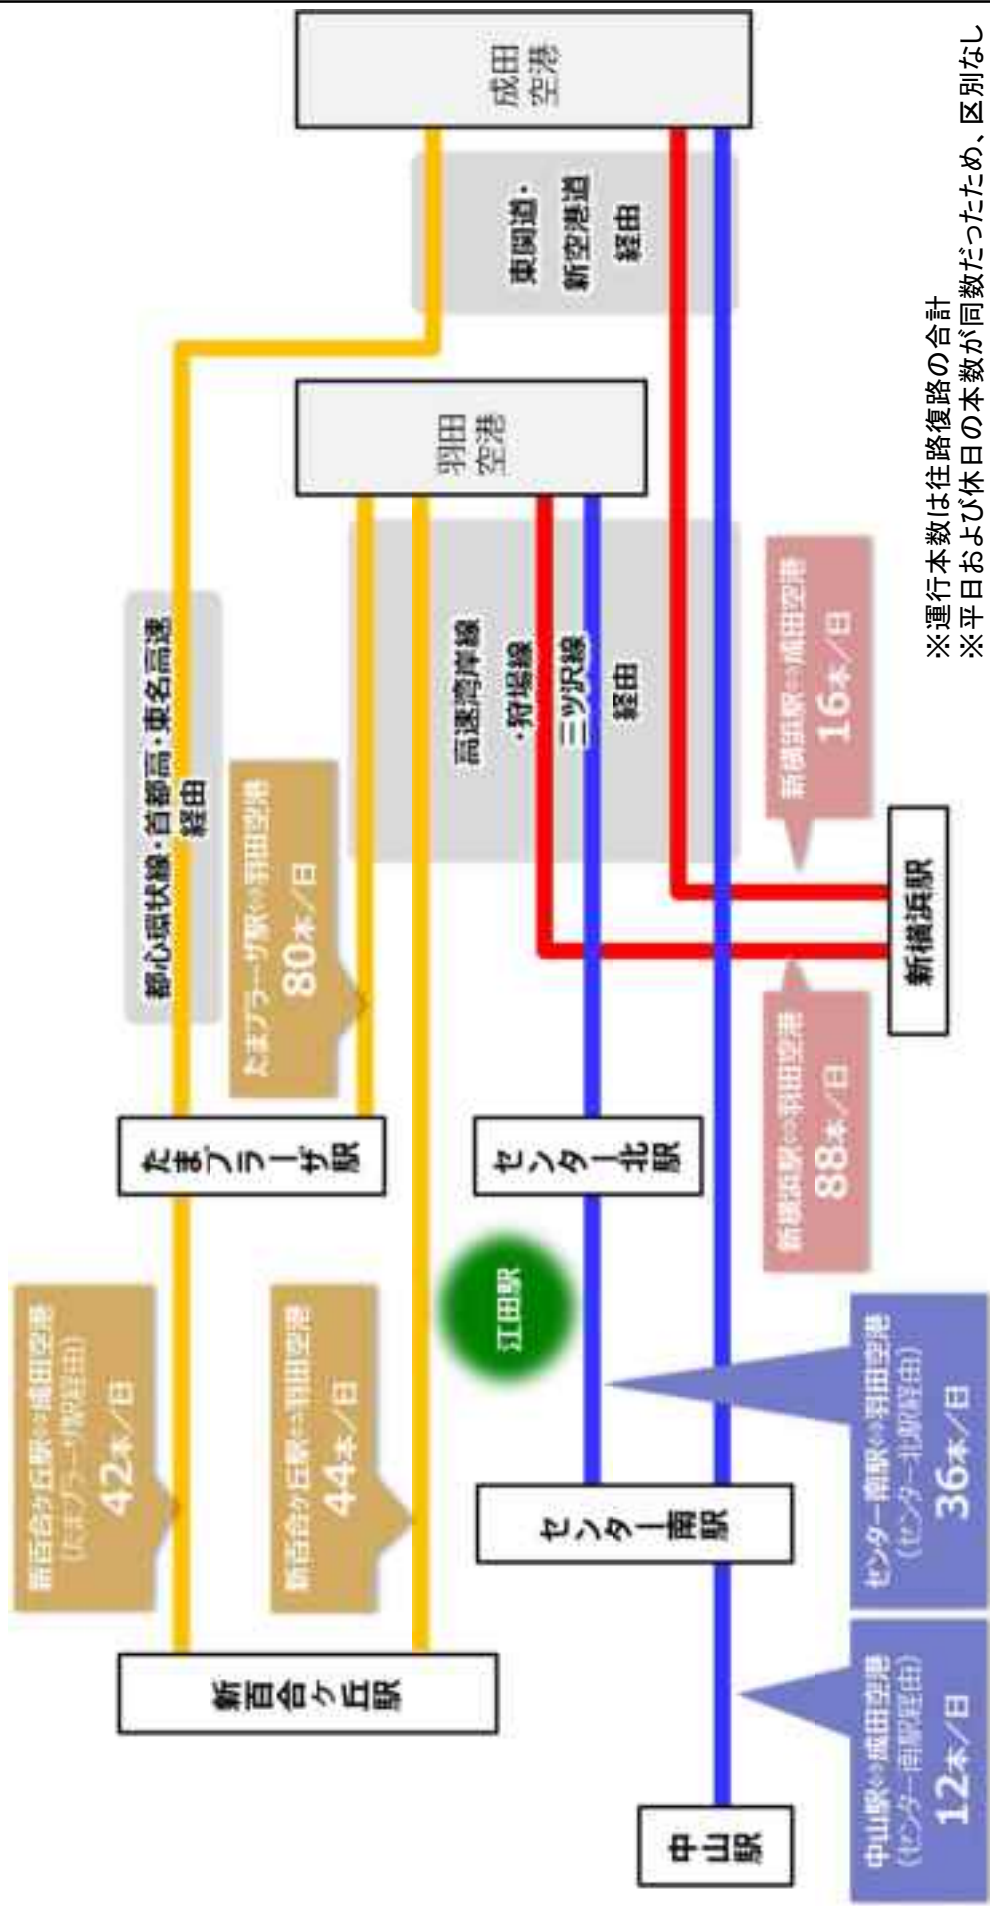 新百合ケ丘駅⇔成田空港
(たまプラーザ駅経由)
42本/日
都心環状線・首都高・東名高速
経由
たまプラーザ駅⇔羽田空港
80本/日
新百合ケ丘駅⇔羽田空港
44本/日
新百合ケ丘駅
たまプラーザ駅
羽田
空港
成田
空港
高速湾岸線
・狩場線
三ツ沢線
経由
東関道・
新空港道
経由
江田駅
センター北駅
センター南駅
中山駅
新横浜駅
中山駅⇔成田空港
(センター南駅経由)
12本/日
センター南駅⇔羽田空港
(センター北駅経由)
36本/日
新横浜駅⇔羽田空港
88本/日
新横浜駅⇔成田空港
16本/日
※運行本数は往路復路の合計
※平日および休日の本数が同数だったため、区別なし